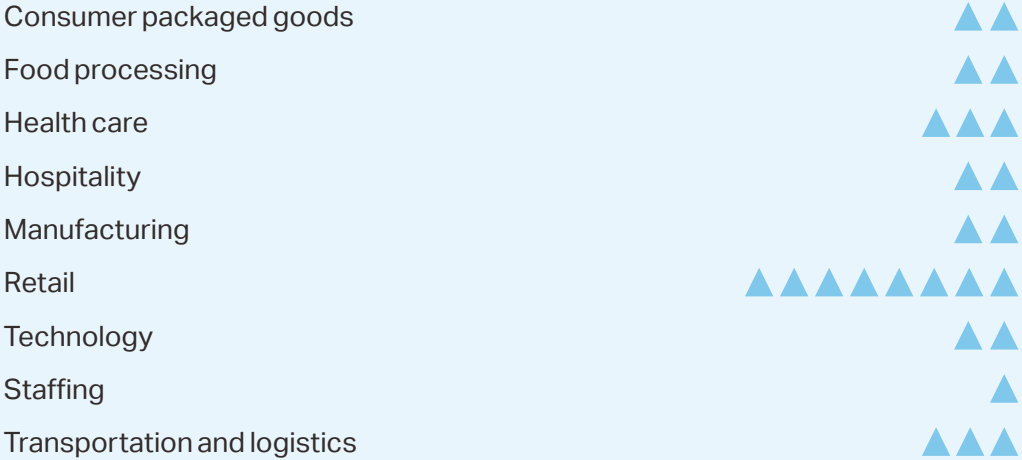 Consumer packaged goods
Food processing
Health care
Hospitality
Manufacturing
Retail
Technology
Staffing
Transportation and logistics